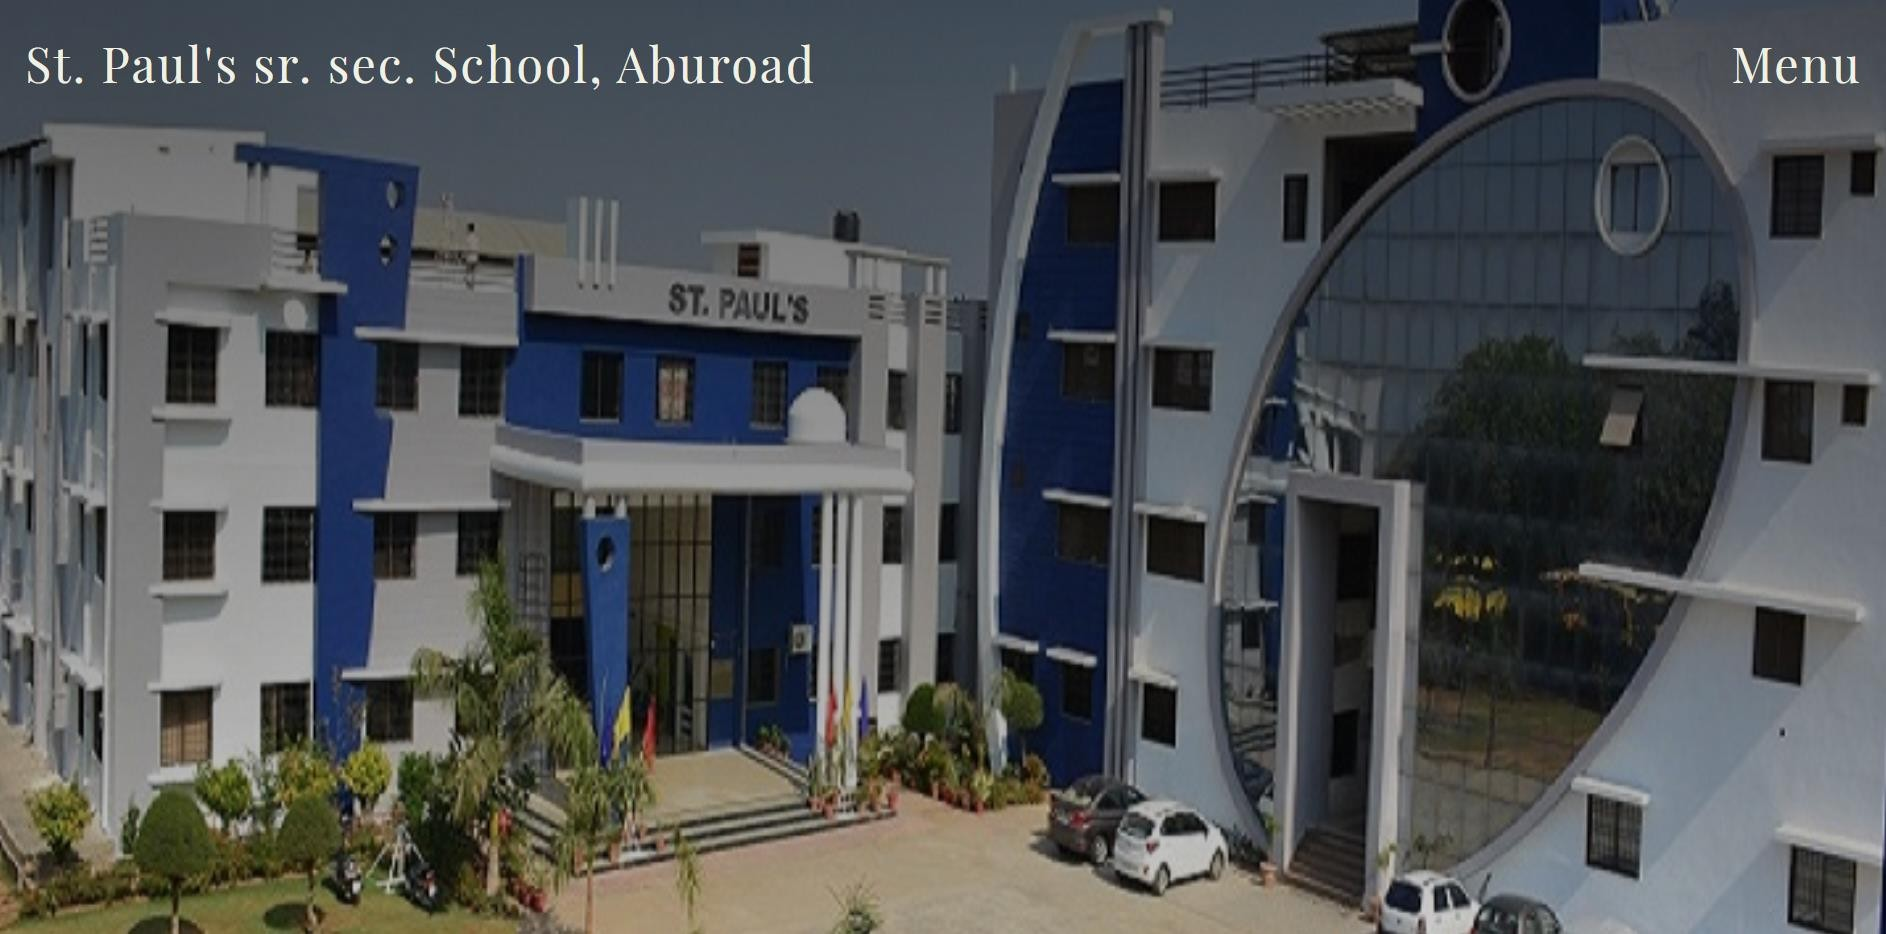 St. Paul's sr. sec. School, Aburoad
Menu
ST. PAUL'S